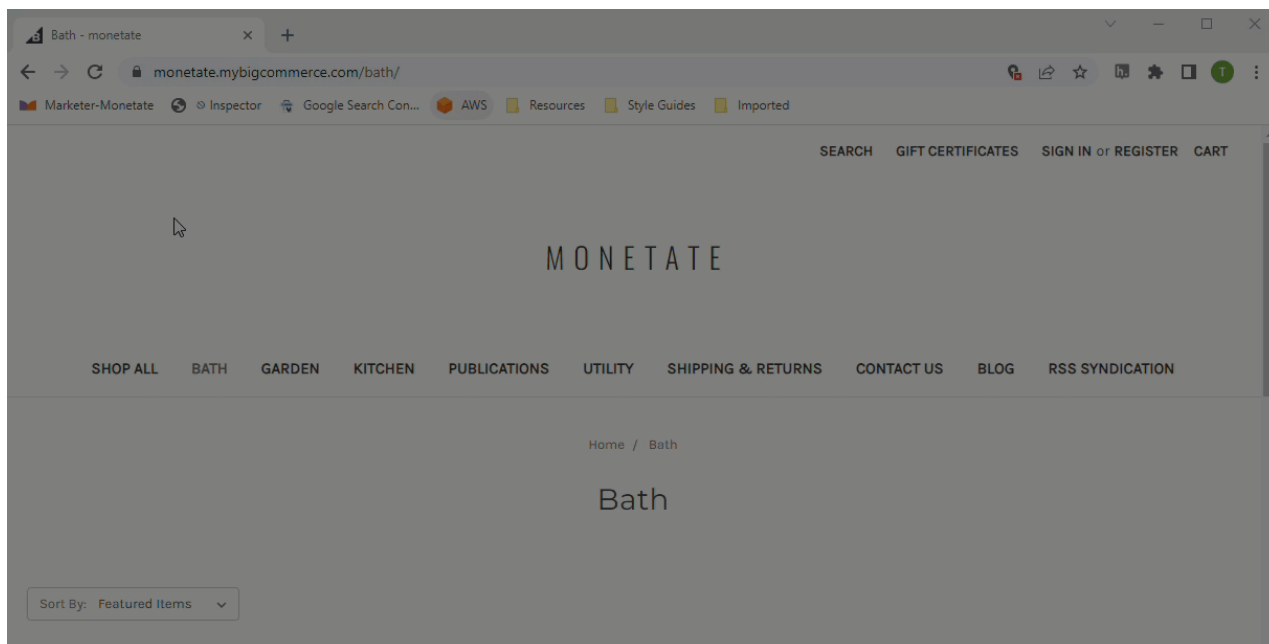 Bath - monetate
monetate.mybigcommerce.com/bath/
T
Marketer-Monetate Inspector Google Search Con... AWS Resources Style Guides Imported
SEARCH GIFT CERTIFICATES SIGN IN or REGISTER CART
MONETATE
SHOP ALL BATH GARDEN KITCHEN PUBLICATIONS UTILITY SHIPPING & RETURNS CONTACT US BLOG RSS SYNDICATION
Home / Bath
Bath
Sort By: Featured Items